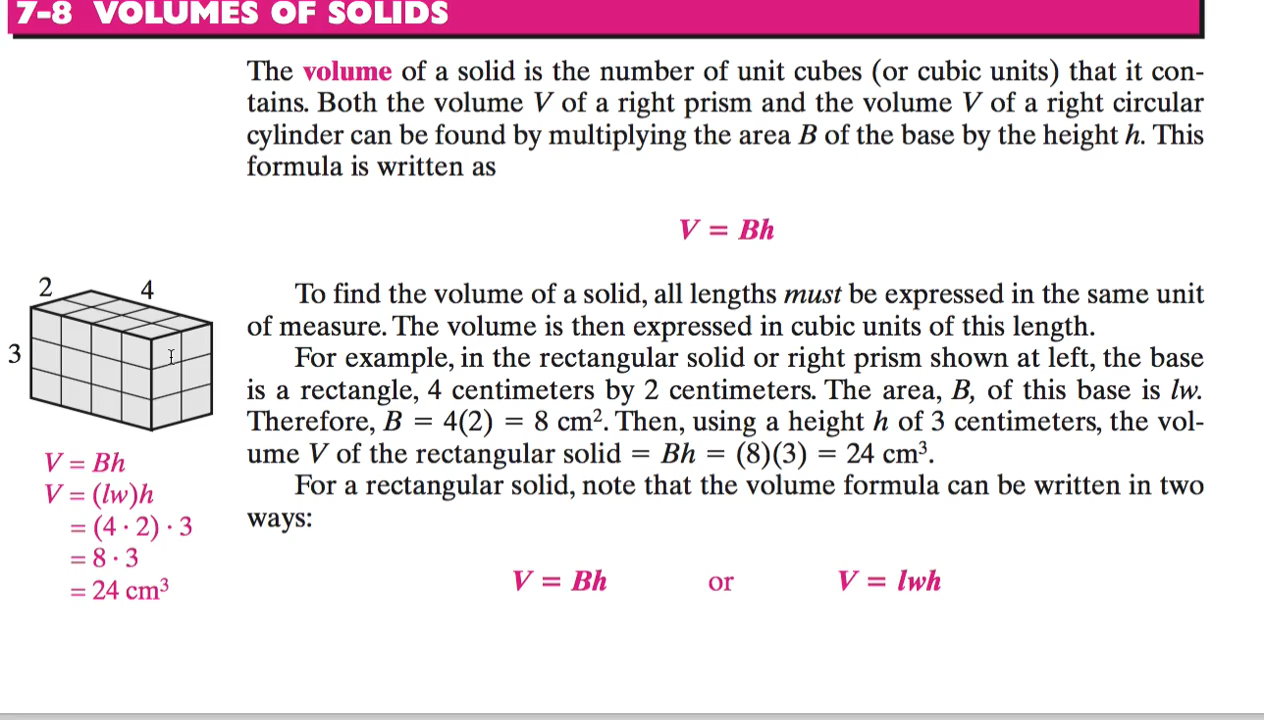 7–8 VOLUMES OF SOLIDS
The volume of a solid is the number of unit cubes (or cubic units) that it con-
tains. Both the volume V of a right prism and the volume V of a right circular
cylinder can be found by multiplying the area B of the base by the height h. This
formula is written as
V = Bh
2
4
3
To find the volume of a solid, all lengths must be expressed in the same unit
of measure. The volume is then expressed in cubic units of this length.
For example, in the rectangular solid or right prism shown at left, the base
is a rectangle, 4 centimeters by 2 centimeters. The area, B, of this base is lw.
Therefore, B = 4(2) = 8 cm². Then, using a height h of 3 centimeters, the vol-
ume V of the rectangular solid = Bh = (8)(3) = 24 cm³.
V = Bh
V = (lw)h
= (4 · 2) · 3
= 8 · 3
= 24 cm³
For a rectangular solid, note that the volume formula can be written in two
ways:
V = Bh or V = lwh